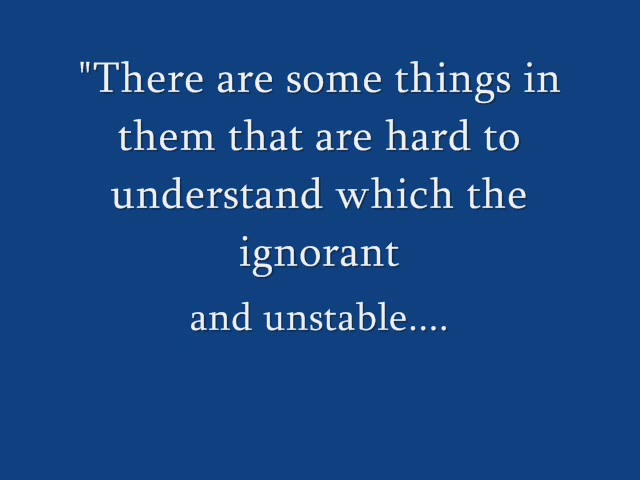 "There are some things in
them that are hard to
understand which the
ignorant
and unstable....